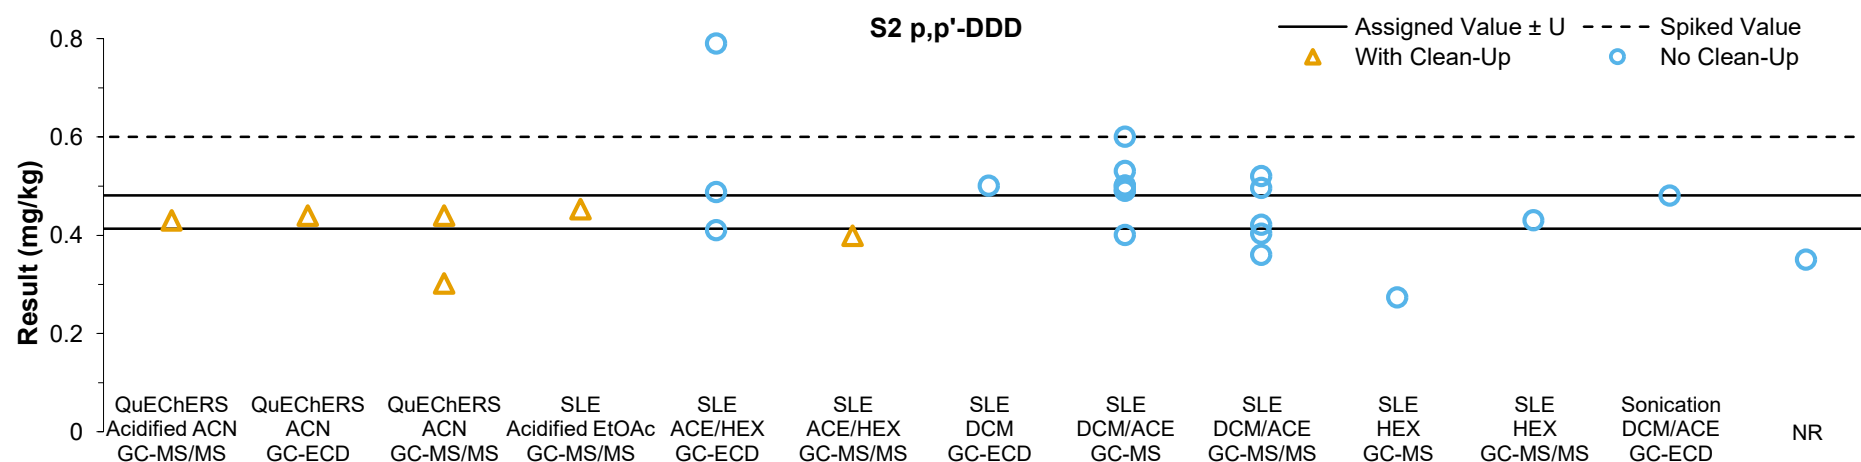 S2 p,p'-DDD
Assigned Value ± U
Spiked Value
With Clean-Up
No Clean-Up
Result (mg/kg)
0.8
0.6
0.4
0.2
0
QuEChERS
Acidified ACN
GC-MS/MS
QuEChERS
ACN
GC-ECD
QuEChERS
ACN
GC-MS/MS
SLE
Acidified EtOAc
GC-MS/MS
SLE
ACE/HEX
GC-ECD
SLE
ACE/HEX
GC-MS/MS
SLE
DCM
GC-ECD
SLE
DCM/ACE
GC-MS
SLE
DCM/ACE
GC-MS/MS
SLE
HEX
GC-MS
SLE
HEX
GC-MS/MS
Sonication
DCM/ACE
GC-ECD
NR